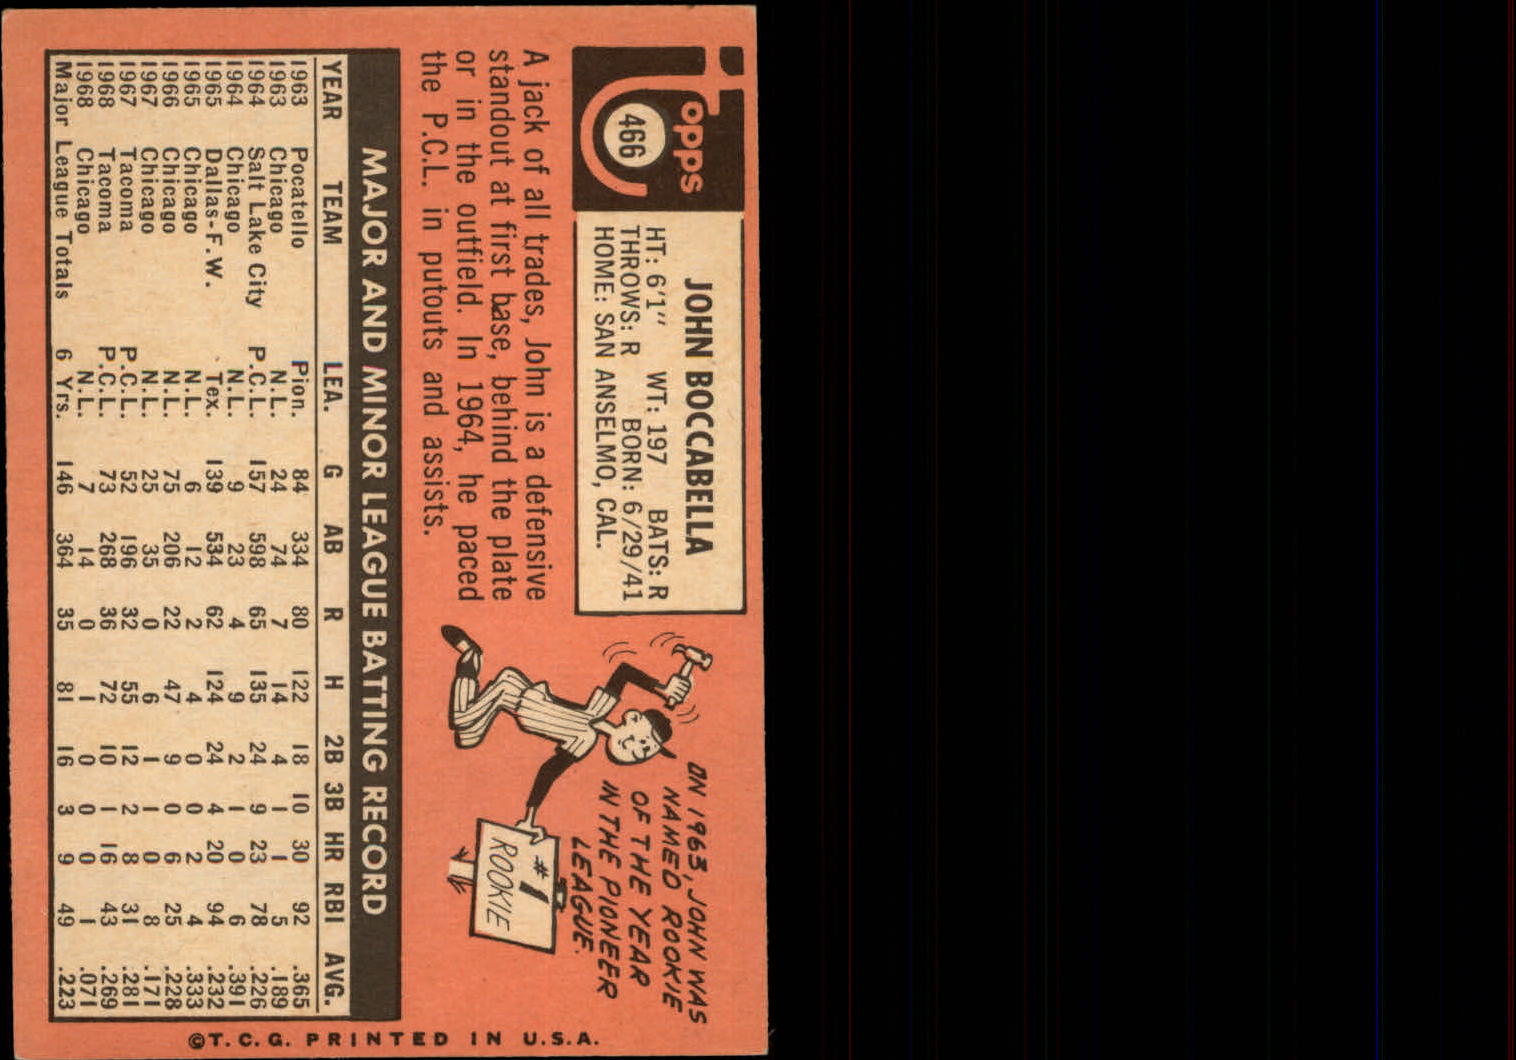 Topps
466
JOHN BOCCABELLA
HT: 6'1" WT: 197 BATS: R
THROWS: R BORN: 6/29/41
HOME: SAN ANSELMO, CAL.
A jack of all trades, John is a defensive
standout at first base, behind the plate
or in the outfield. In 1964, he paced
the P.C.L. in putouts and assists.
ON 1963, JOHN WAS
NAMED ROOKIE
OF THE YEAR
IN THE PIONEER
LEAGUE.
#1
ROOKIE
MAJOR AND MINOR LEAGUE BATTING RECORD
YEAR TEAM LEA. G AB R H 2B 3B HR RBI AVG.
1963 Pocatello Pion. 84 334 80 122 18 10 30 92 .365
1963 Chicago N.L. 24 74 7 14 4 1 1 5 .189
1964 Salt Lake City P.C.L. 157 598 65 135 24 9 23 78 .226
1964 Chicago N.L. 9 23 4 9 2 1 0 6 .391
1965 Dallas-F.W. Tex. 139 534 62 124 24 4 20 94 .232
1965 Chicago N.L. 6 12 2 4 0 0 2 4 .333
1966 Chicago N.L. 75 206 22 47 9 0 6 25 .228
1967 Chicago N.L. 25 35 0 6 1 1 0 8 .171
1967 Tacoma P.C.L. 52 196 32 55 12 2 8 31 .281
1968 Tacoma P.C.L. 73 268 36 72 10 1 16 43 .269
1968 Chicago N.L. 7 14 0 1 0 0 0 1 .071
Major League Totals 6 Yrs. 146 364 35 81 16 3 9 49 .223
©T.C.G. PRINTED IN U.S.A.